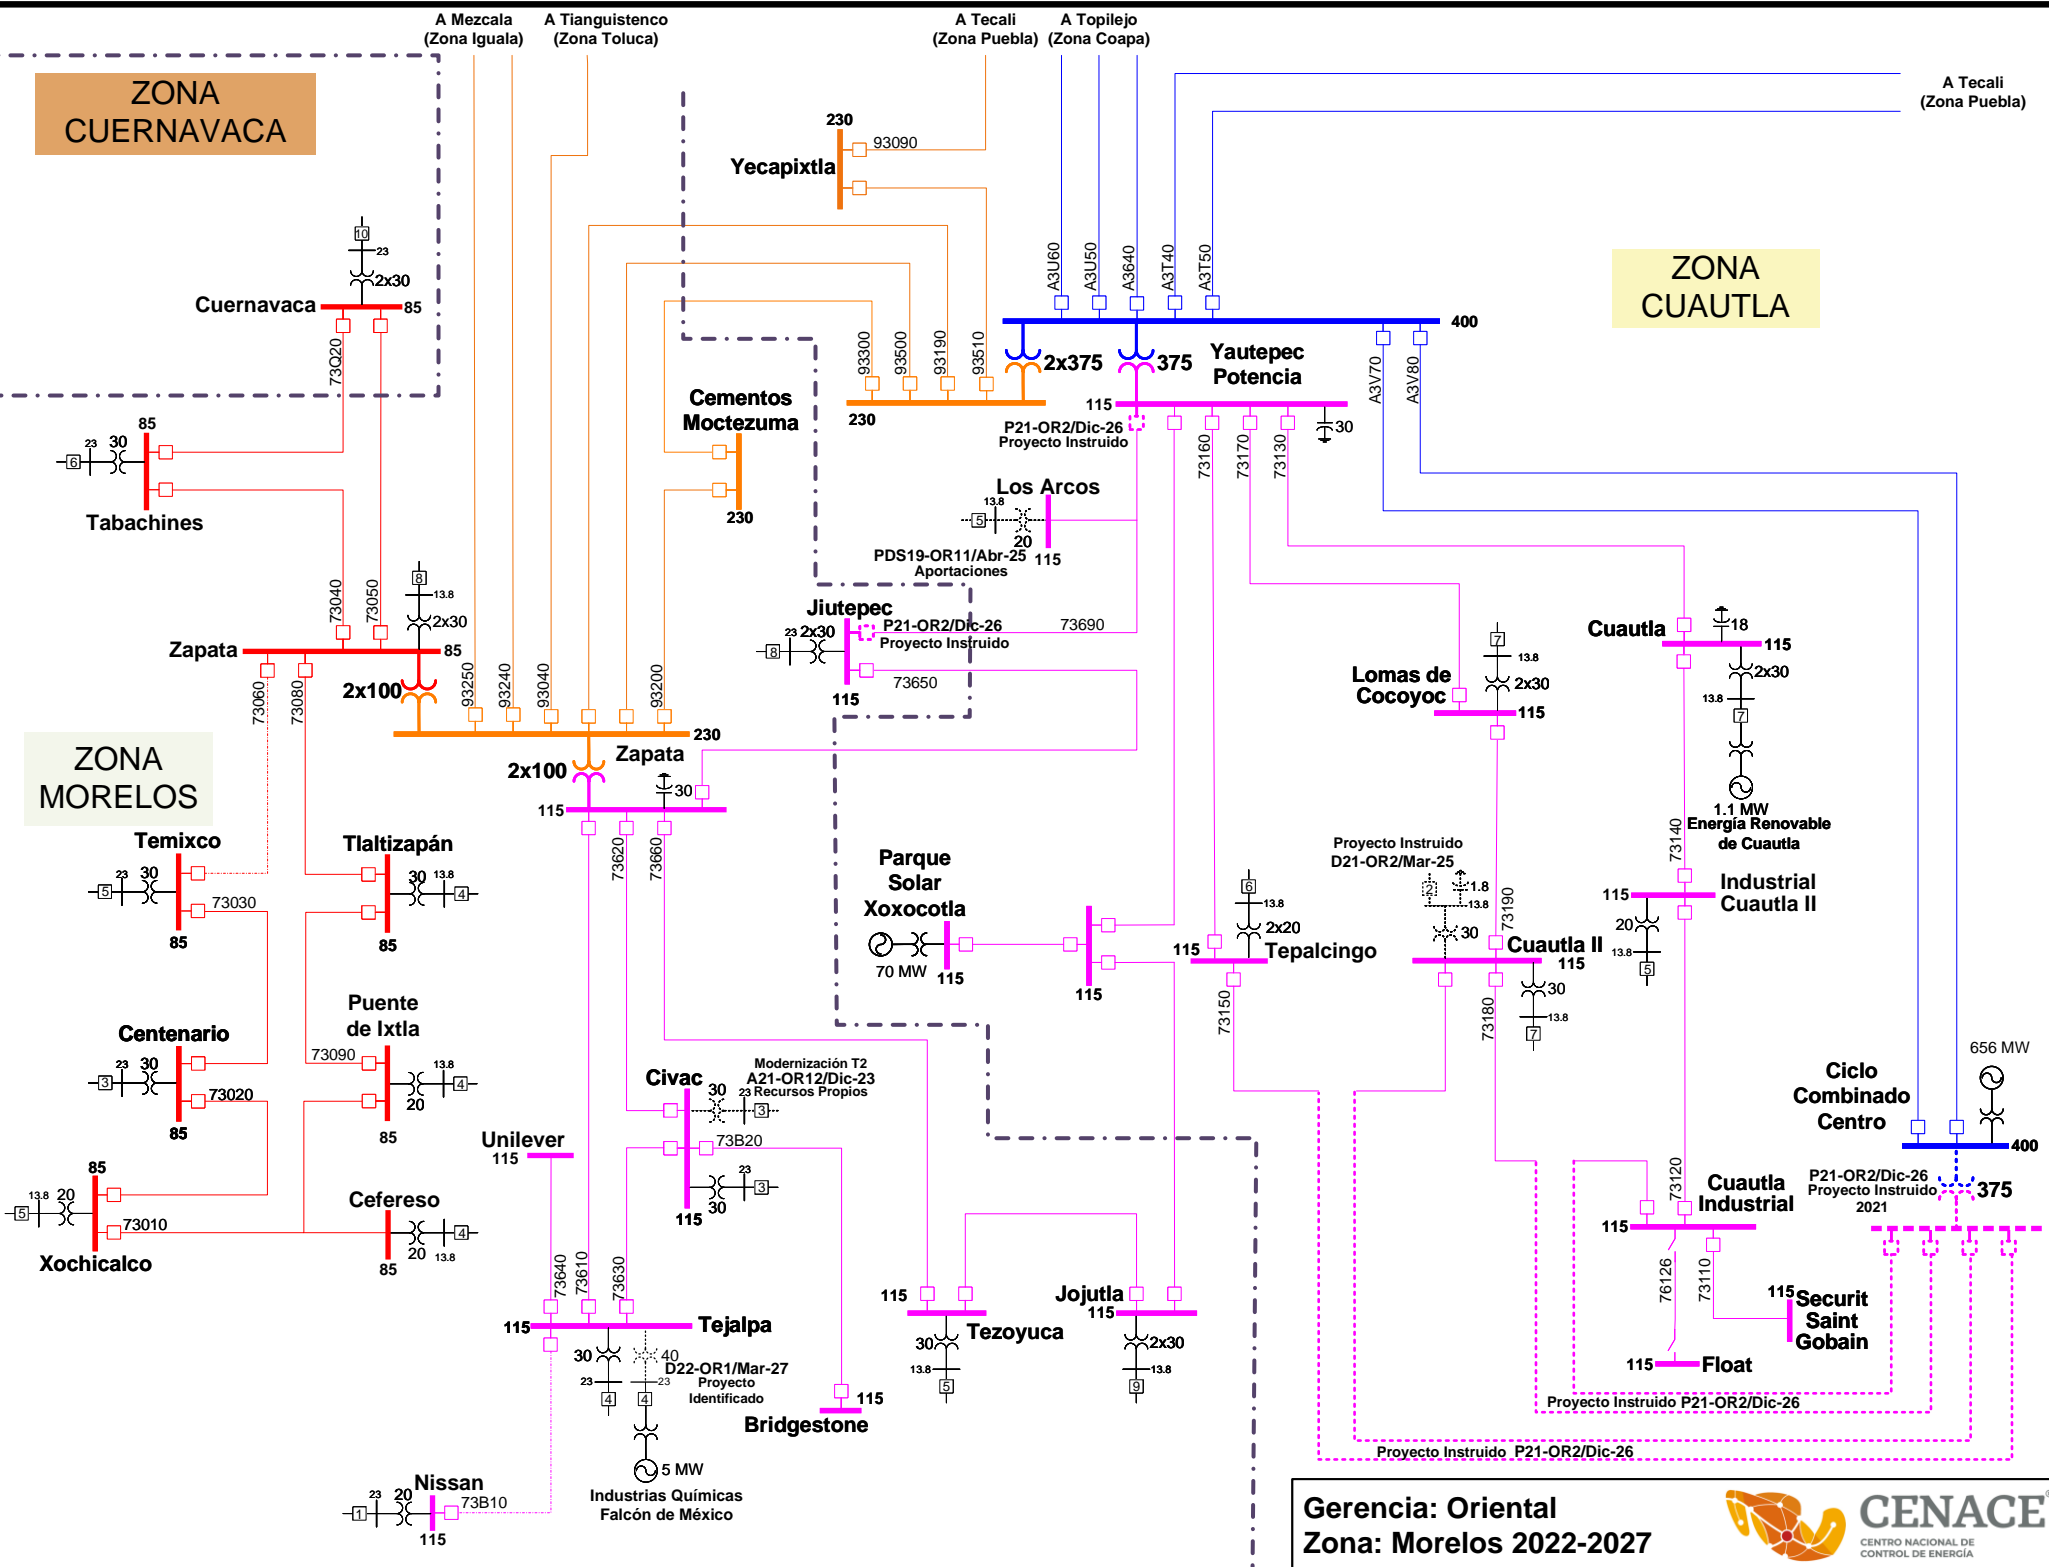 A Mezcala
(Zona Iguala)
A Tianguistenco
(Zona Toluca)
A Tecali
(Zona Puebla)
A Topilejo
(Zona Coapa)
A Tecali
(Zona Puebla)
ZONA
CUERNAVACA
230
93090
Yecapixtla
10
23
2x30
Cuernavaca
85
73Q20
A3U60
A3U50
A3640
A3T40
A3T50
ZONA
CUAUTLA
400
93300
93500
93190
93510
2x375
375
Yautepec
Potencia
A3V70
A3V80
230
115
30
P21-OR2/Dic-26
Proyecto Instruido
73160
73170
73130
Cementos
Moctezuma
230
85
23
30
6
Tabachines
Los Arcos
13.8
5
20
115
PDS19-OR11/Abr-25
Aportaciones
73040
73050
8
13.8
2x30
Zapata
85
73060
73080
2x100
93250
93240
93040
93200
230
Zapata
2x100
30
115
Jiutepec
P21-OR2/Dic-26
Proyecto Instruido
73690
23
2x30
8
73650
115
7
13.8
2x30
Lomas de
Cocoyoc
115
Cuautla
18
115
2x30
13.8
7
1.1 MW
Energía Renovable
de Cuautla
73140
ZONA
MORELOS
Temixco
23
30
5
73030
85
Tlaltizapán
30
13.8
4
85
73620
73660
Parque
Solar
Xoxocotla
70 MW
115
115
6
13.8
2x20
115
Tepalcingo
73150
Proyecto Instruido
D21-OR2/Mar-25
2
1.8
13.8
30
73190
Cuautla II
115
30
13.8
7
73180
115
Industrial
Cuautla II
20
13.8
5
Centenario
23
30
3
73020
85
Puente
de Ixtla
73090
13.8
4
20
85
Civac
Modernización T2
A21-OR12/Dic-23
Recursos Propios
30
23
3
73B20
23
3
30
115
Unilever
115
656 MW
Ciclo
Combinado
Centro
400
P21-OR2/Dic-26
Proyecto Instruido
2021
375
73120
Cuautla
Industrial
115
76126
73110
115
Securit
Saint
Gobain
115
Float
85
13.8
20
5
73010
Xochicalco
Cefereso
4
20
13.8
85
73640
73610
73630
115
Tejalpa
30
40
D22-OR1/Mar-27
Proyecto
Identificado
23
23
4
4
5 MW
Industrias Químicas
Falcón de México
115
Bridgestone
115
Tezoyuca
30
13.8
5
Jojutla
115
2x30
13.8
9
Proyecto Instruido P21-OR2/Dic-26
Proyecto Instruido P21-OR2/Dic-26
Nissan
23
20
1
73B10
115
Gerencia: Oriental
Zona: Morelos 2022-2027
CENACE®
CENTRO NACIONAL DE
CONTROL DE ENERGÍA